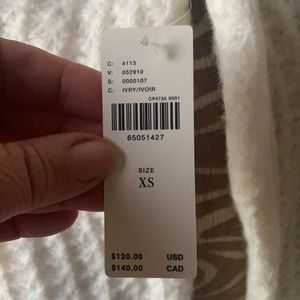 C: 4113
V: 052910
S: 0000107
C: IVRY/IVOIR
CP3735 0001
65051427
SIZE
XS
$120.00 USD
$140.00 CAD